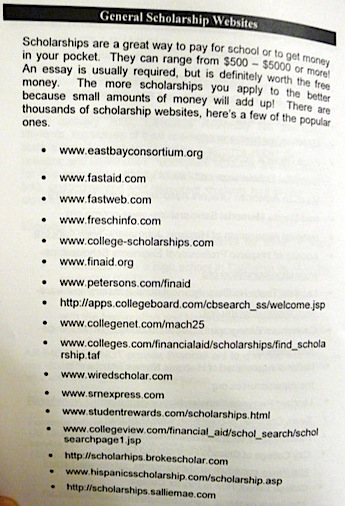 General Scholarship Websites
Scholarships are a great way to pay for school or to get money
in your pocket. They can range from $500 – $5000 or more!
An essay is usually required, but is definitely worth the free
money. The more scholarships you apply to the better
because small amounts of money will add up! There are
thousands of scholarship websites, here's a few of the popular
ones.
• www.eastbayconsortium.org
• www.fastaid.com
• www.fastweb.com
• www.freschinfo.com
• www.college-scholarships.com
• www.finaid.org
• www.petersons.com/finaid
• http://apps.collegeboard.com/cbsearch_ss/welcome.jsp
• www.collegenet.com/mach25
• www.colleges.com/financialaid/scholarships/find_schola
rship.taf
• www.wiredscholar.com
• www.srnexpress.com
• www.studentrewards.com/scholarships.html
• www.collegeview.com/financial_aid/schol_search/schol
searchpage1.jsp
• http://scholarhips.brokescholar.com
• www.hispanicsscholarship.com/scholarship.asp
• http://scholarships.salliemae.com